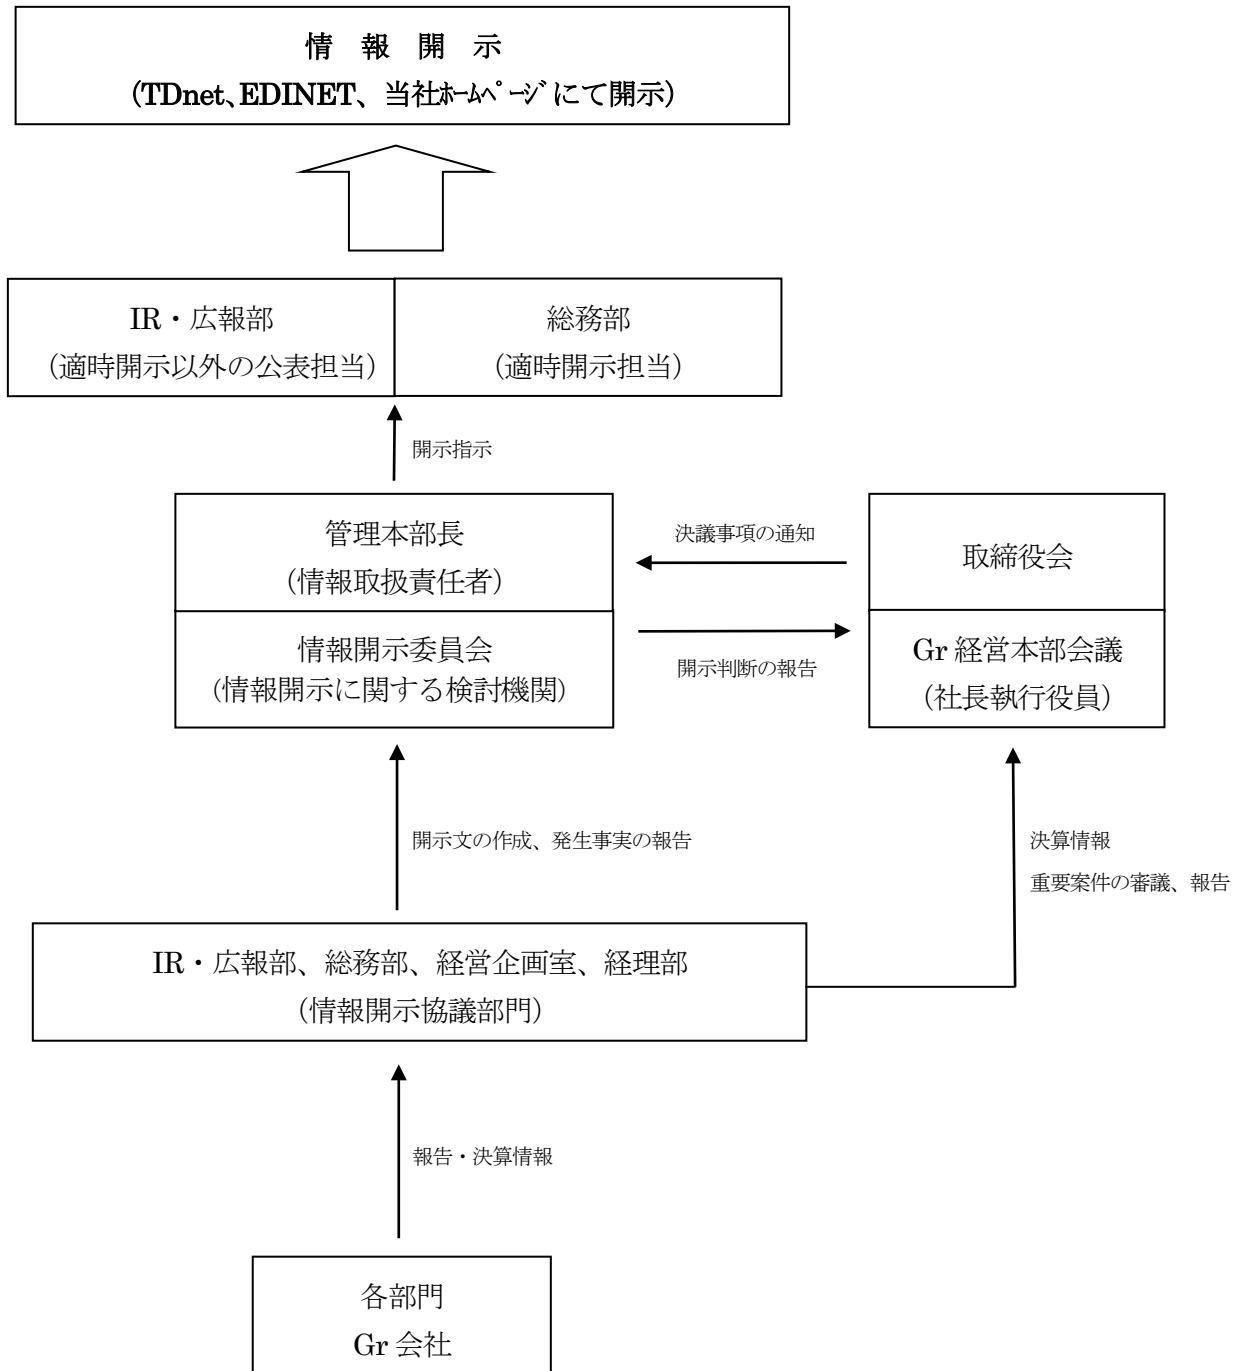 情 報 開 示
(TDnet、EDINET、当社ﾎｰﾑﾍﾟｰｼﾞにて開示)
IR・広報部
(適時開示以外の公表担当)
総務部
(適時開示担当)
開示指示
管理本部長
(情報取扱責任者)
決議事項の通知
取締役会
情報開示委員会
(情報開示に関する検討機関)
開示判断の報告
Gr 経営本部会議
(社長執行役員)
開示文の作成、発生事実の報告
決算情報
重要案件の審議、報告
IR・広報部、総務部、経営企画室、経理部
(情報開示協議部門)
報告・決算情報
各部門
Gr 会社